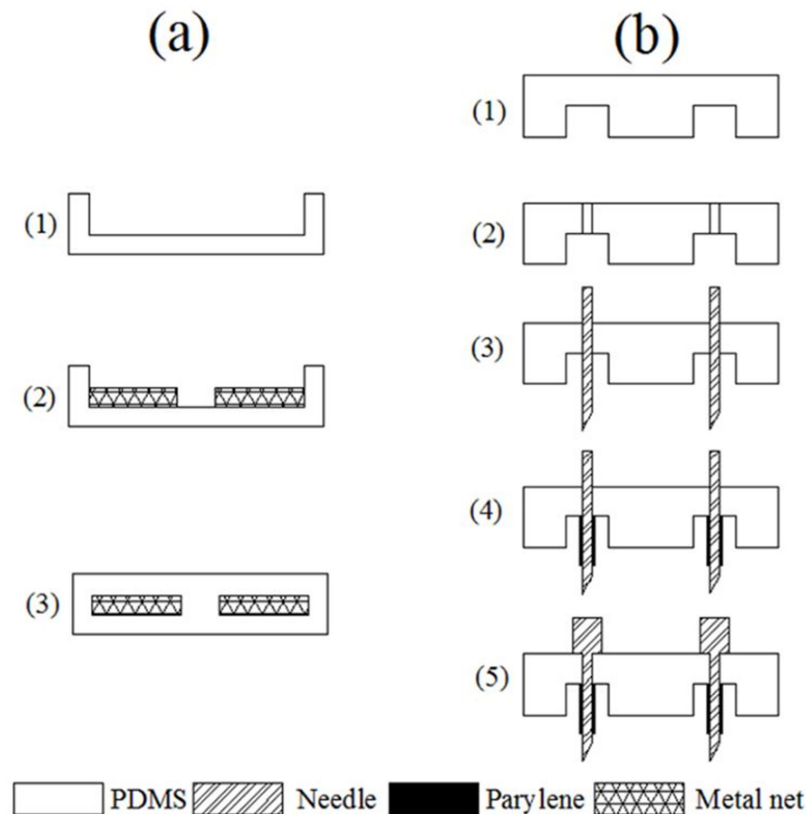 (a)
(1)
(2)
(3)
(b)
(1)
(2)
(3)
(4)
(5)
PDMS Needle Parylene Metal net